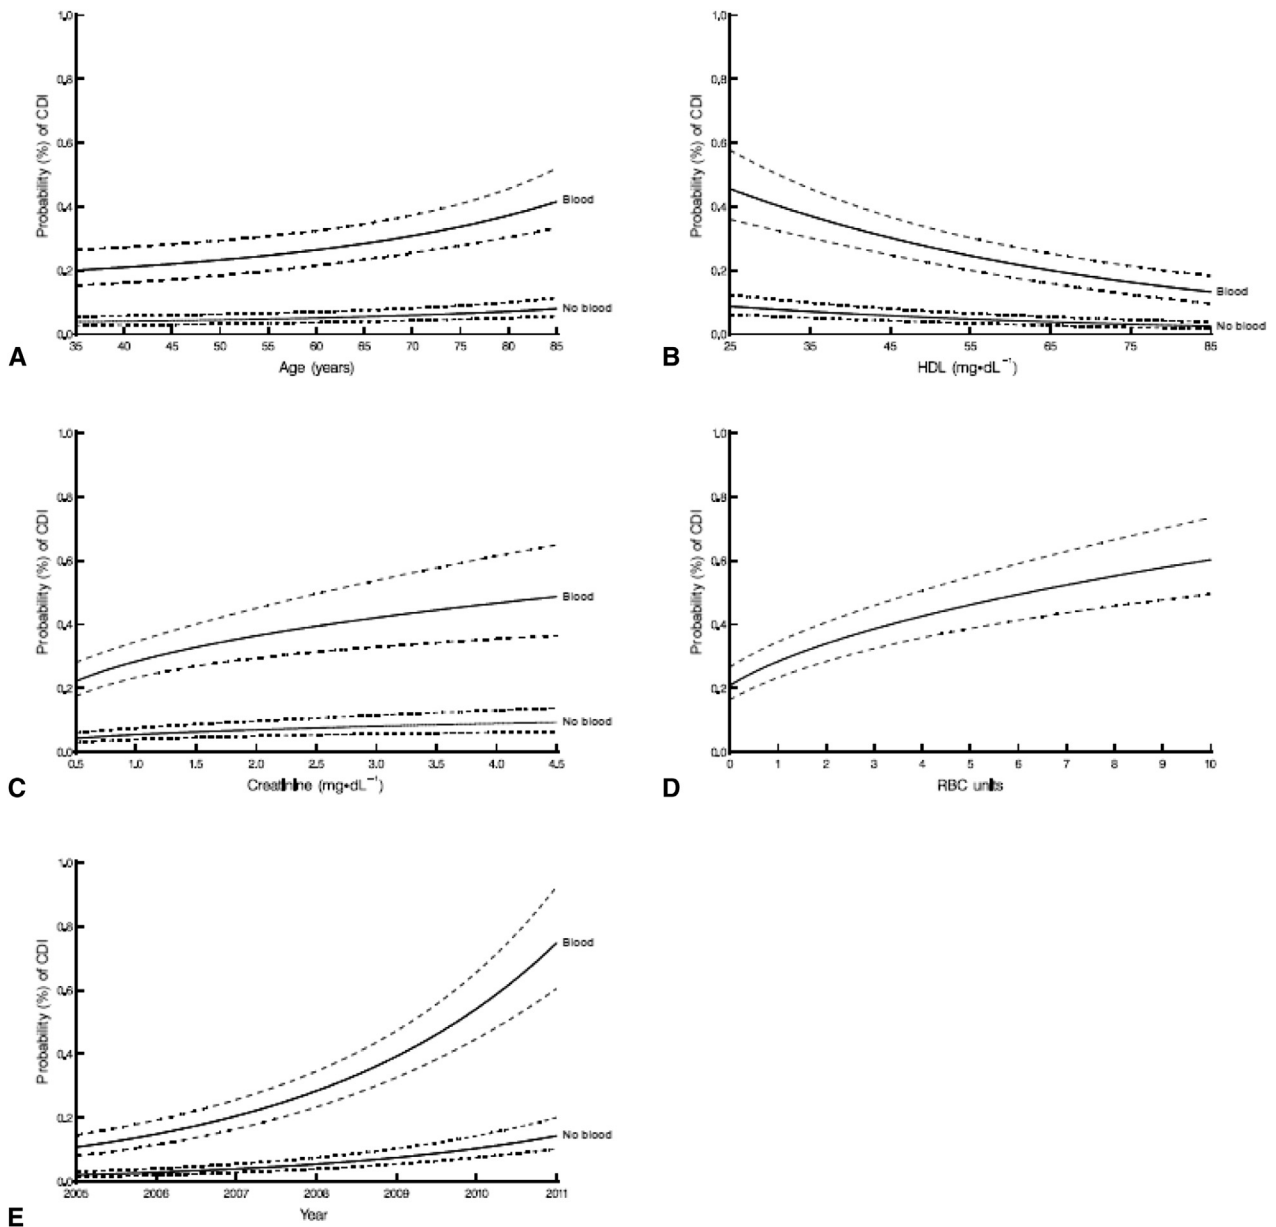 1.0
0.8
0.6
0.4
0.2
0.0
Probability (%) of CDI
Blood
No blood
35 40 45 50 55 60 65 70 75 80 85
Age (years)
A
1.0
0.8
0.6
0.4
0.2
0.0
Probability (%) of CDI
Blood
No blood
25 35 45 55 65 75 85
HDL (mg•dL⁻¹)
B
1.0
0.8
0.6
0.4
0.2
0.0
Probability (%) of CDI
Blood
No blood
0.5 1.0 1.5 2.0 2.5 3.0 3.5 4.0 4.5
Creatinine (mg•dL⁻¹)
C
1.0
0.8
0.6
0.4
0.2
0.0
Probability (%) of CDI
0 1 2 3 4 5 6 7 8 9 10
RBC units
D
1.0
0.8
0.6
0.4
0.2
0.0
Probability (%) of CDI
Blood
No blood
2005 2006 2007 2008 2009 2010 2011
Year
E